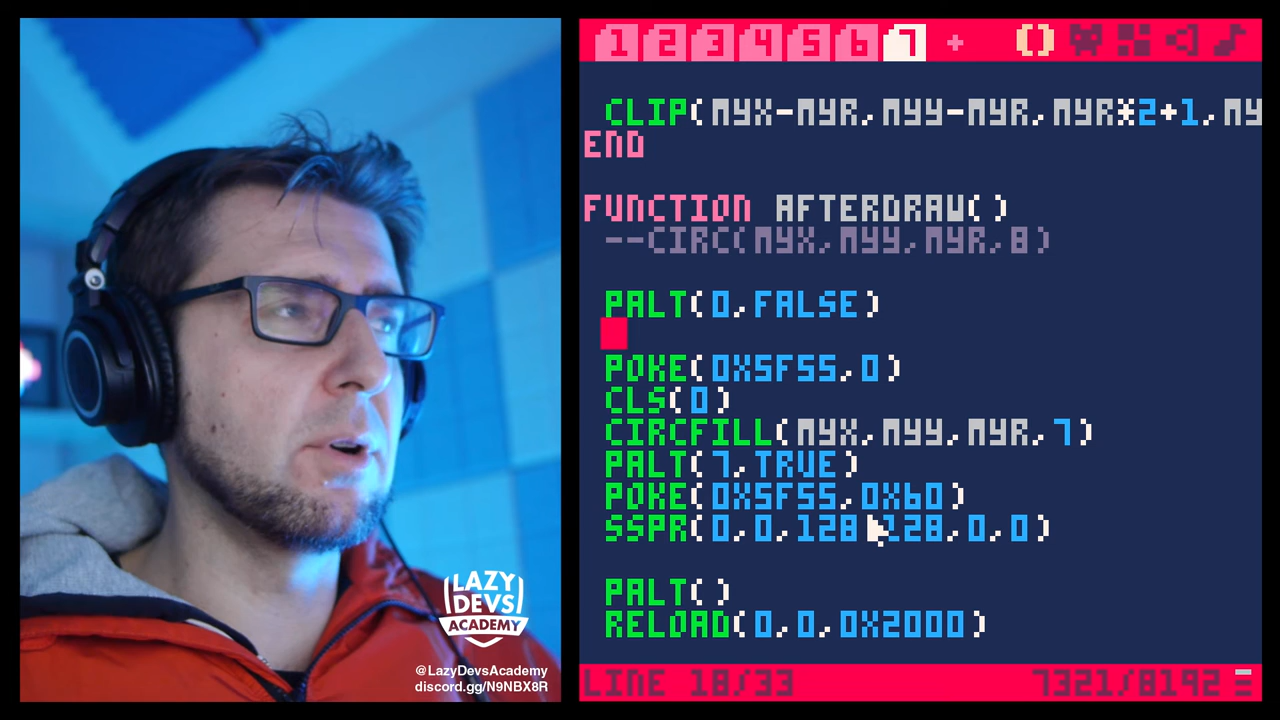 1 2 3 4 5 6 7 + ()
CLIP(MYX-MYR,MYY-MYR,MYR*2+1,MY
END
FUNCTION AFTERDRAW()
--CIRC(MYX,MYY,MYR,8)
PALT(0,FALSE)
POKE(0X5F55,0)
CLS(0)
CIRCFILL(MYX,MYY,MYR,7)
PALT(7,TRUE)
POKE(0X5F55,0X60)
SSPR(0,0,128,128,0,0)
PALT()
RELOAD(0,0,0X2000)
LINE 18/33 7321/8192
LAZY
DEVS
ACADEMY
@LazyDevsAcademy
discord.gg/N9NBX8R